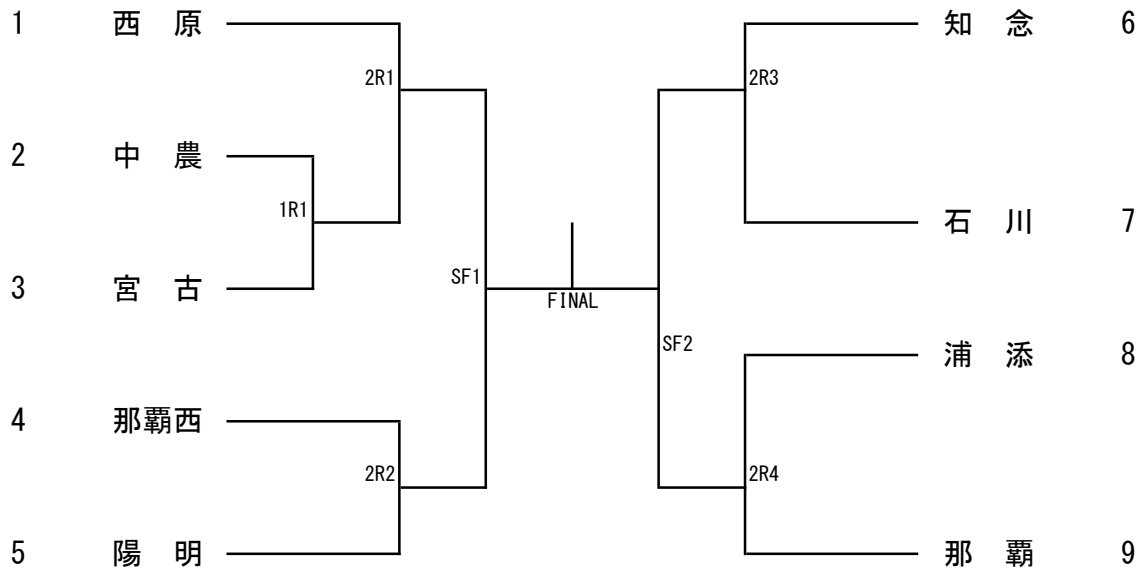 1 西 原
2R1
2 中 農
1R1
3 宮 古
SF1
4 那覇西
2R2
5 陽 明
FINAL
知 念 6
2R3
石 川 7
SF2
浦 添 8
2R4
那 覇 9